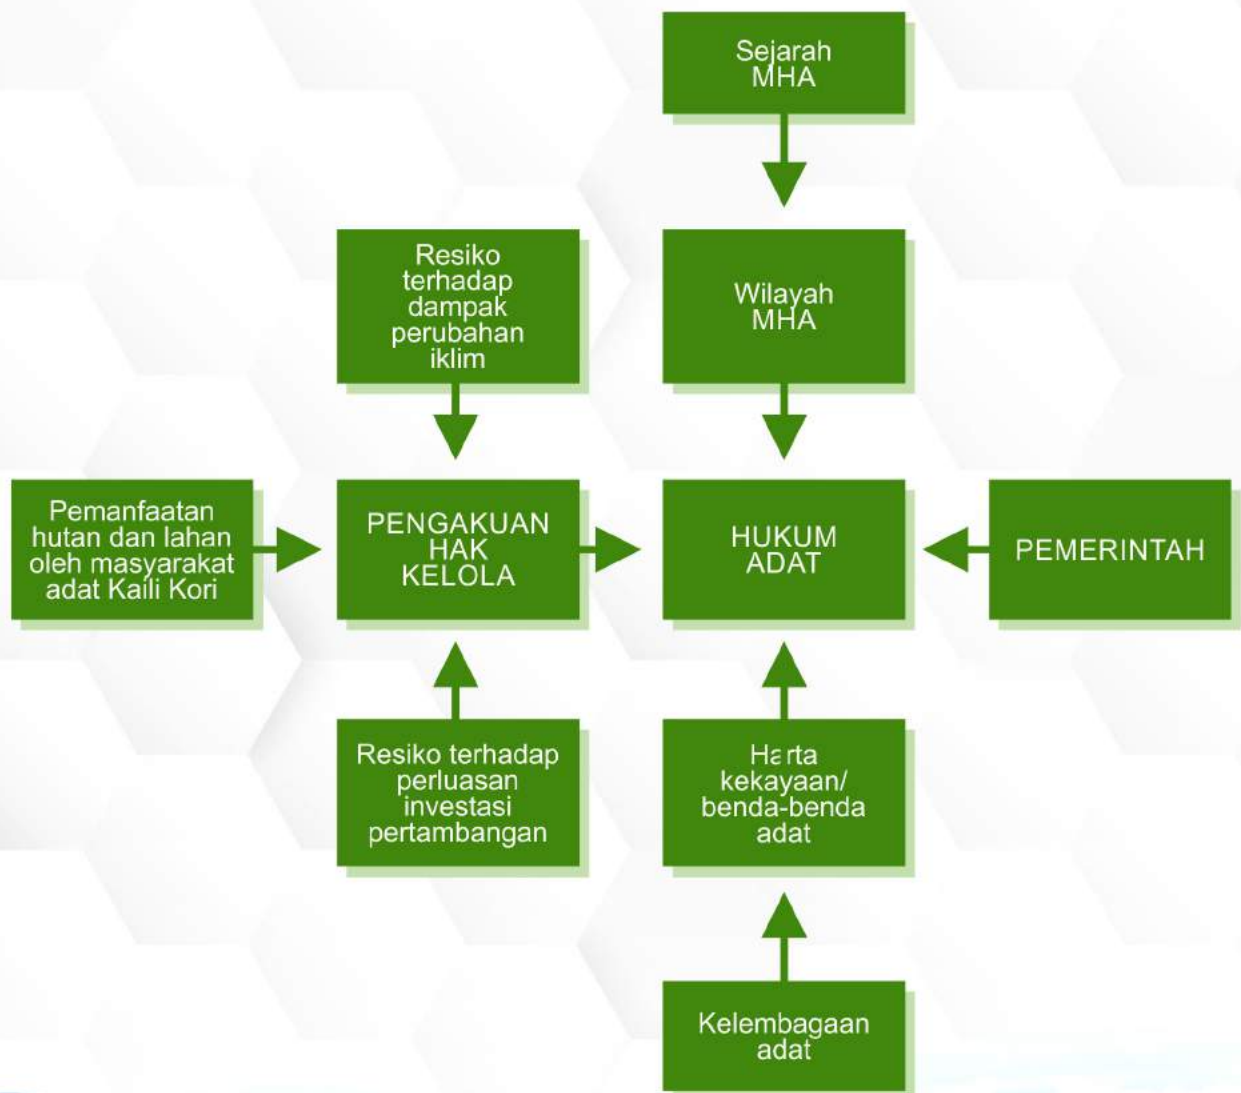 Sejarah
MHA
Resiko
terhadap
dampak
perubahan
iklim
Wilayah
MHA
Pemanfaatan
hutan dan lahan
oleh masyarakat
adat Kaili Kori
PENGAKUAN
HAK
KELOLA
HUKUM
ADAT
PEMERINTAH
Resiko terhadap
perluasan
investasi
pertambangan
Harta
kekayaan/
benda-benda
adat
Kelembagaan
adat